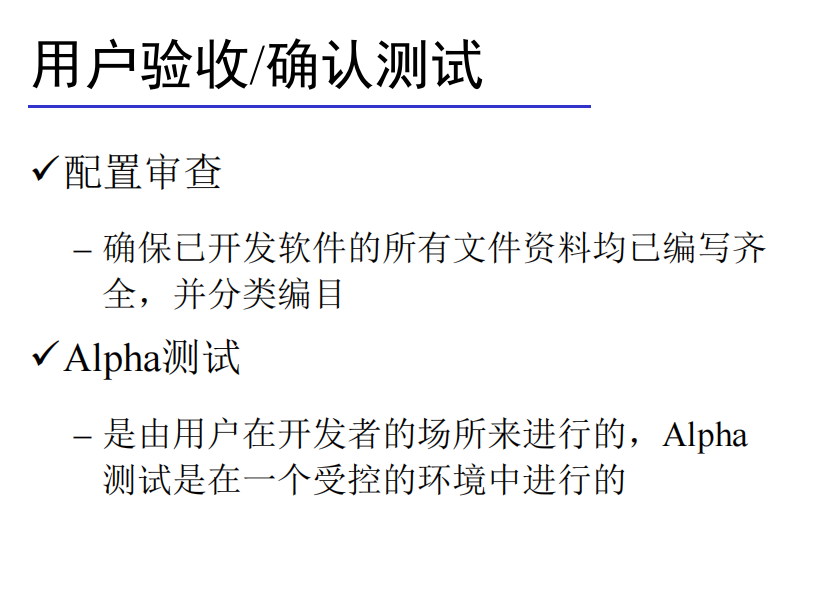 用户验收/确认测试
✓配置审查
– 确保已开发软件的所有文件资料均已编写齐
全，并分类编目
✓Alpha测试
– 是由用户在开发者的场所来进行的，Alpha
测试是在一个受控的环境中进行的